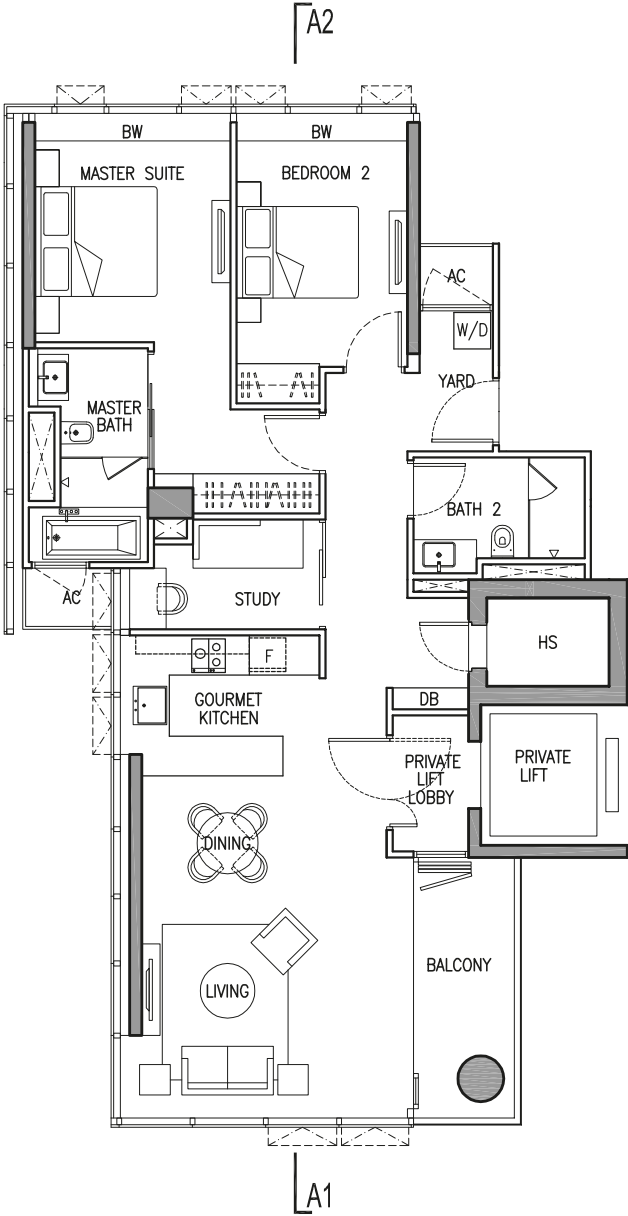 A2
BW
BW
MASTER SUITE
BEDROOM 2
AC
W/D
YARD
MASTER
BATH
BATH 2
AC
STUDY
HS
F
GOURMET
KITCHEN
DB
PRIVATE
LIFT
LOBBY
PRIVATE
LIFT
DINING
BALCONY
LIVING
A1